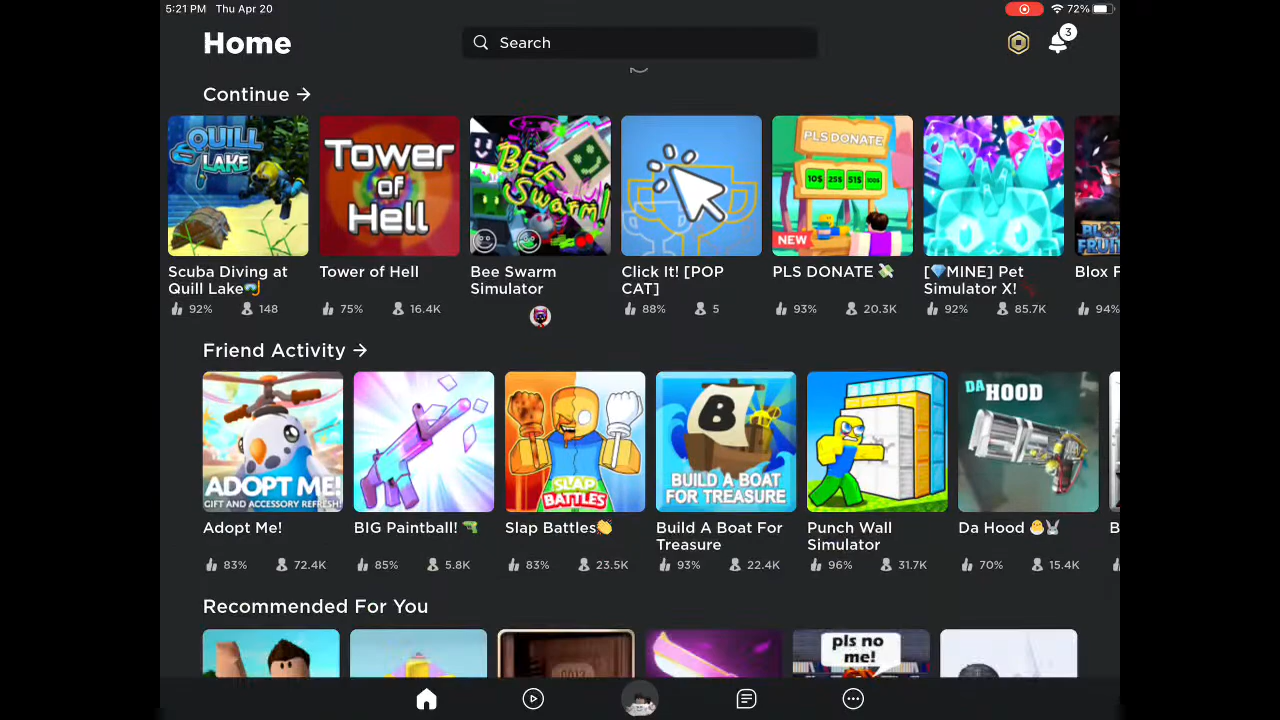 5:21 PM Thu Apr 20
72%
Home
Search
3
Continue →
QUILL
LAKE
Tower
of
Hell
BEE
Swarm!
PLS DONATE
10$ 25$ 51$ 100$
NEW
Scuba Diving at
Quill Lake
Tower of Hell
Bee Swarm
Simulator
Click It! [POP
CAT]
PLS DONATE 💸
[💎MINE] Pet
Simulator X!
Blox F
92% 148
75% 16.4K
88% 5
93% 20.3K
92% 85.7K
94%
Friend Activity →
ADOPT ME!
GIFT AND ACCESSORY REFRESH!
SLAP
BATTLES
B
BUILD A BOAT
FOR TREASURE
DA HOOD
Adopt Me!
BIG Paintball! 🔫
Slap Battles👏
Build A Boat For
Treasure
Punch Wall
Simulator
Da Hood 🐣🐰
B
83% 72.4K
85% 5.8K
83% 23.5K
93% 22.4K
96% 31.7K
70% 15.4K
Recommended For You
0013
pls no
me!